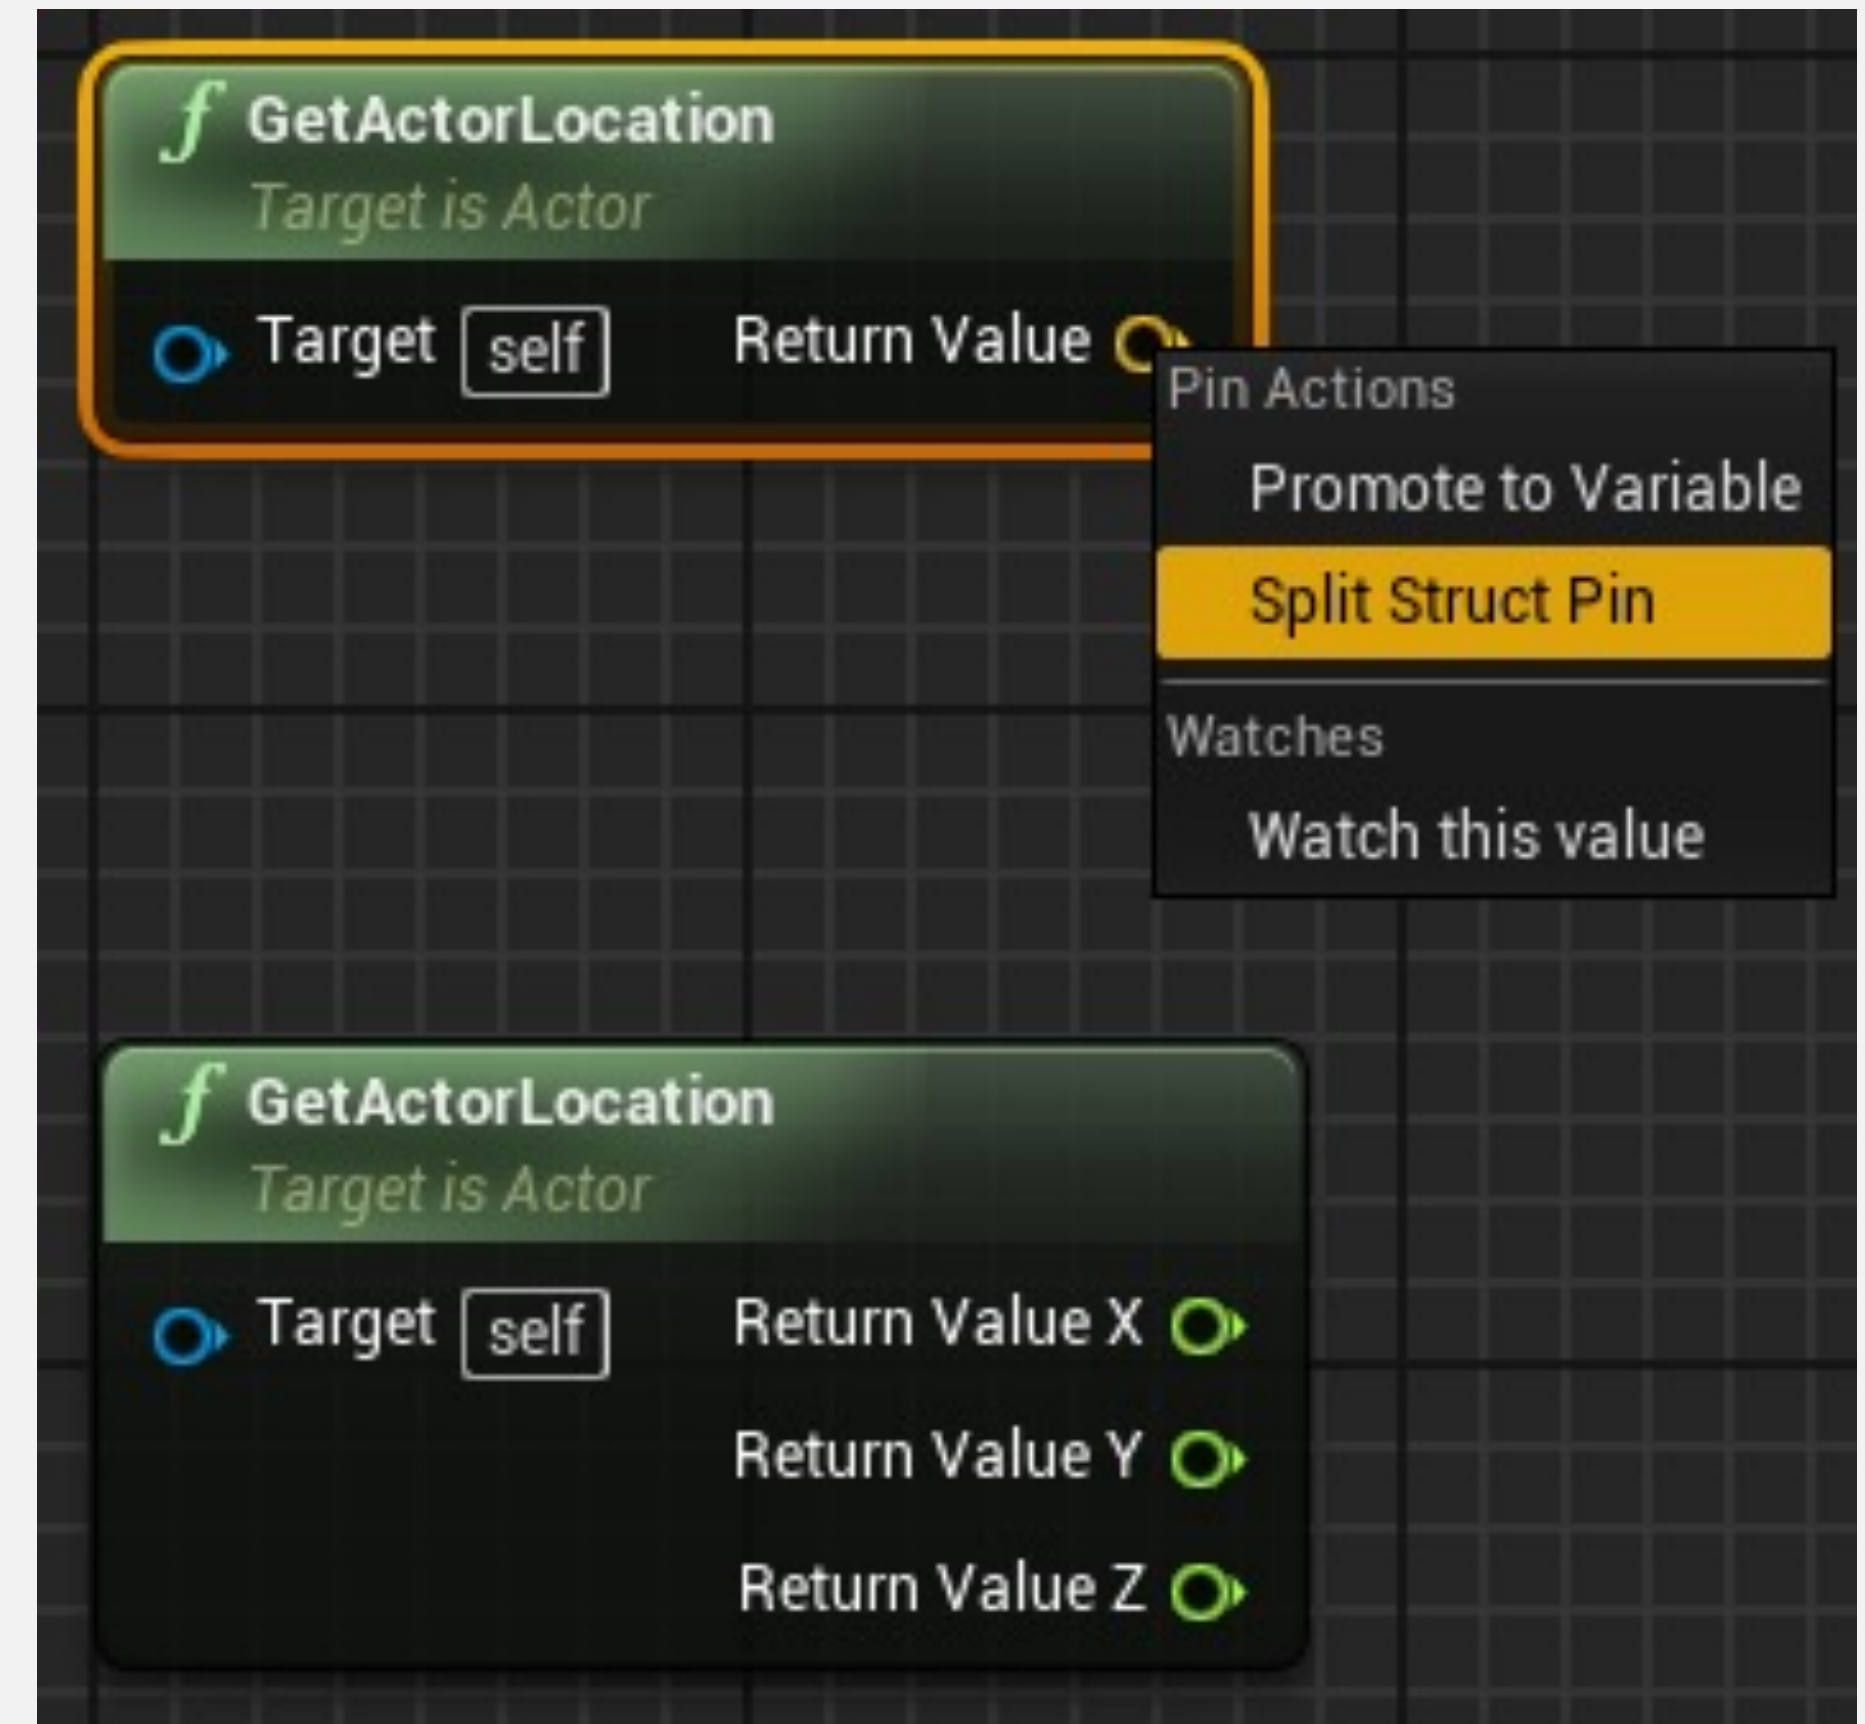 GetActorLocation
Target is Actor
Target self Return Value
Pin Actions
Promote to Variable
Split Struct Pin
Watches
Watch this value
GetActorLocation
Target is Actor
Target self Return Value X
Return Value Y
Return Value Z